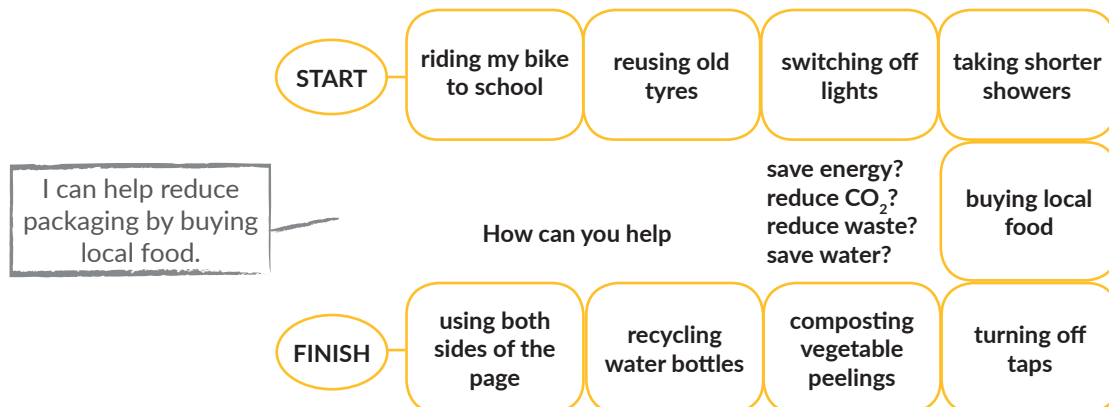 START
riding my bike
to school
reusing old
tyres
switching off
lights
taking shorter
showers
I can help reduce
packaging by buying
local food.
How can you help
save energy?
reduce CO₂?
reduce waste?
save water?
buying local
food
FINISH
using both
sides of the
page
recycling
water bottles
composting
vegetable
peelings
turning off
taps